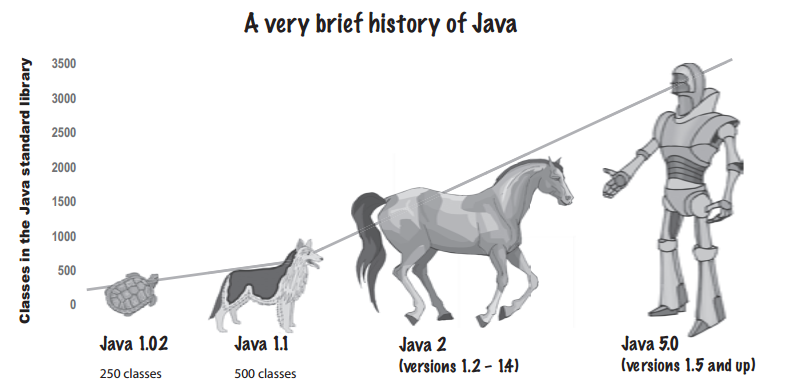 A very brief history of Java
Classes in the Java standard library
3500
3000
2500
2000
1500
1000
500
0
Java 1.02
250 classes
Java 1.1
500 classes
Java 2
(versions 1.2 – 1.4)
Java 5.0
(versions 1.5 and up)